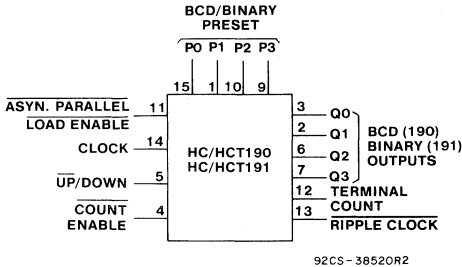 BCD/BINARY
PRESET
P0 P1 P2 P3
15 1 10 9
ASYN. PARALLEL 11
LOAD ENABLE
CLOCK 14
UP/DOWN 5
COUNT 4
ENABLE
HC/HCT190
HC/HCT191
3 Q0
2 Q1
6 Q2
7 Q3
BCD (190)
BINARY (191)
OUTPUTS
12 TERMINAL
COUNT
13 RIPPLE CLOCK
92CS-38520R2